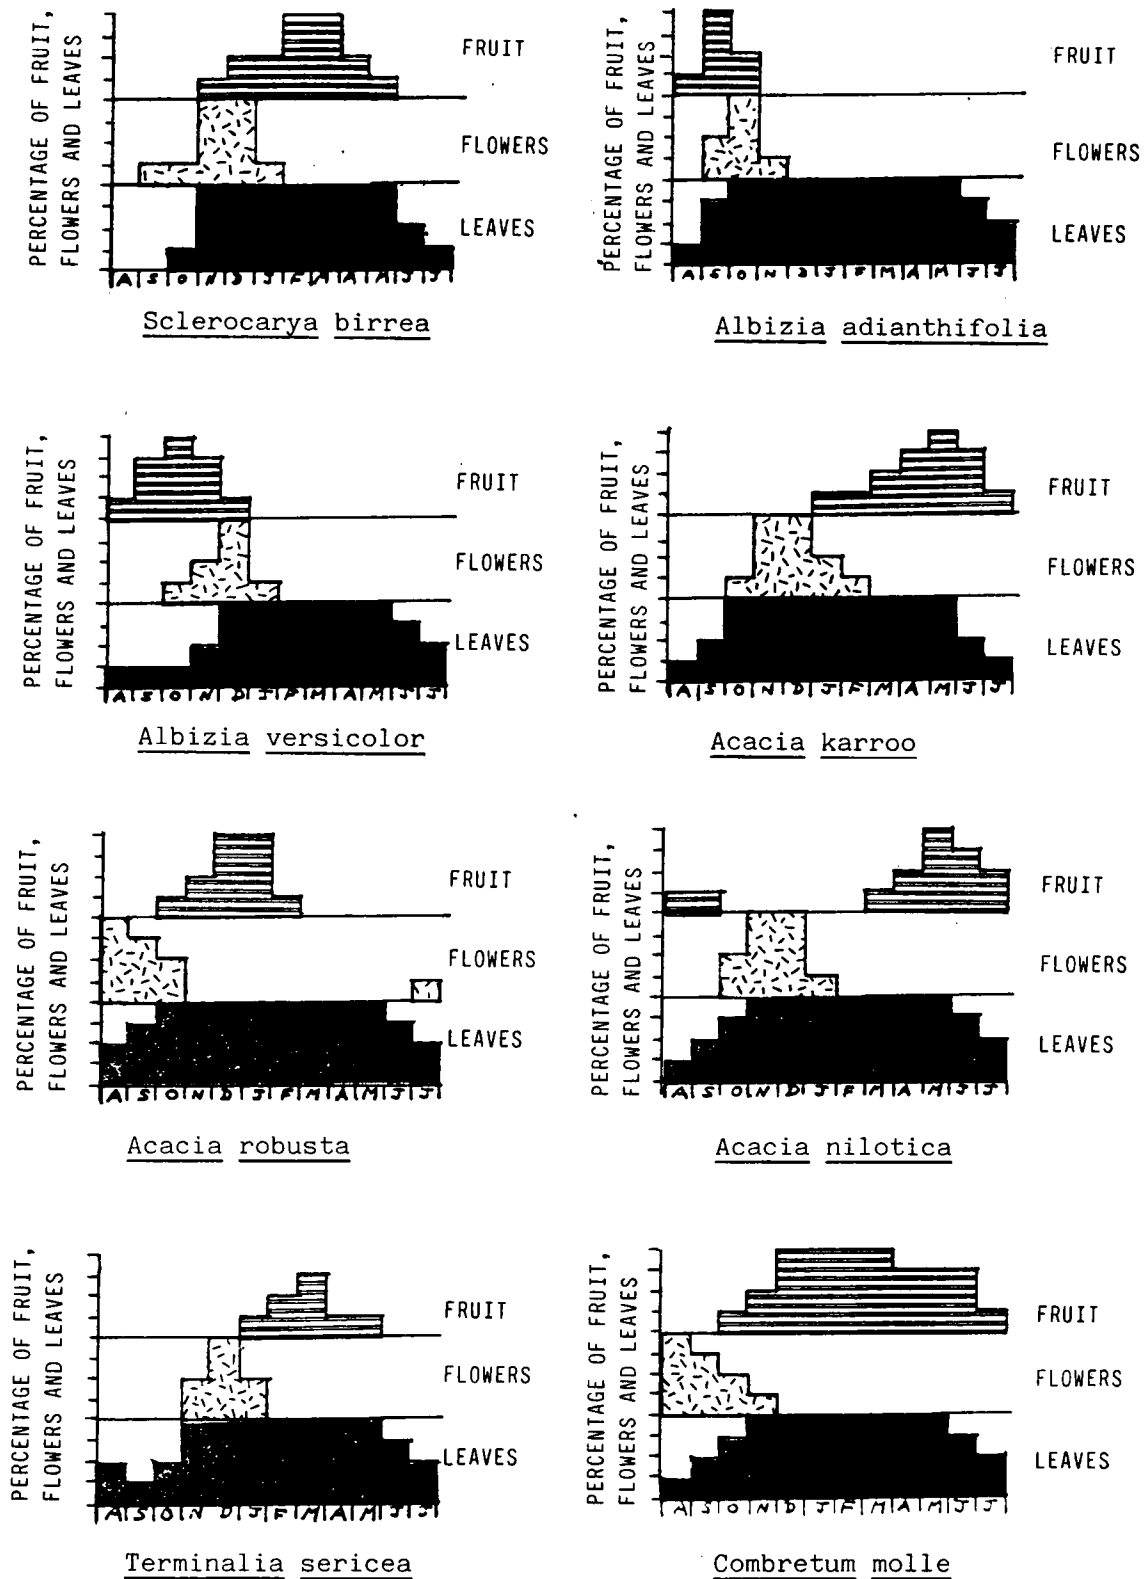 PERCENTAGE OF FRUIT,
FLOWERS AND LEAVES
FRUIT
FLOWERS
LEAVES
A S O N D J F M A M J J
Sclerocarya birrea
PERCENTAGE OF FRUIT,
FLOWERS AND LEAVES
FRUIT
FLOWERS
LEAVES
A S O N D J F M A M J J
Albizia adianthifolia
PERCENTAGE OF FRUIT,
FLOWERS AND LEAVES
FRUIT
FLOWERS
LEAVES
A S O N D J F M A M J J
Albizia versicolor
PERCENTAGE OF FRUIT,
FLOWERS AND LEAVES
FRUIT
FLOWERS
LEAVES
A S O N D J F M A M J J
Acacia karroo
PERCENTAGE OF FRUIT,
FLOWERS AND LEAVES
FRUIT
FLOWERS
LEAVES
A S O N D J F M A M J J
Acacia robusta
PERCENTAGE OF FRUIT,
FLOWERS AND LEAVES
FRUIT
FLOWERS
LEAVES
A S O N D J F M A M J J
Acacia nilotica
PERCENTAGE OF FRUIT,
FLOWERS AND LEAVES
FRUIT
FLOWERS
LEAVES
A S O N D J F M A M J J
Terminalia sericea
PERCENTAGE OF FRUIT,
FLOWERS AND LEAVES
FRUIT
FLOWERS
LEAVES
A S O N D J F M A M J J
Combretum molle